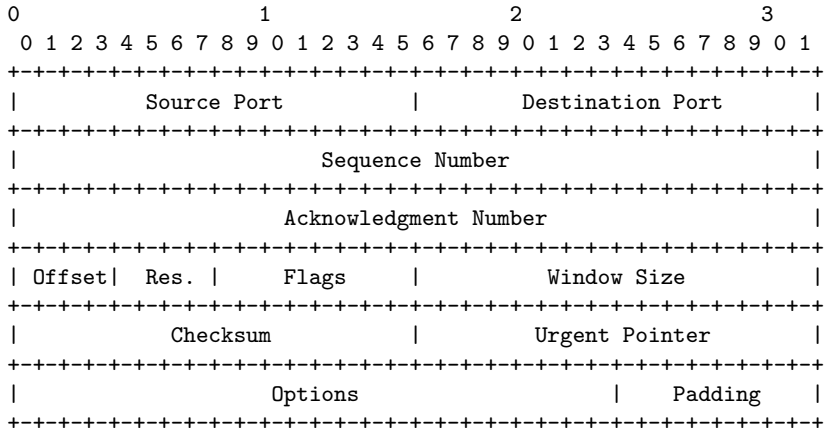 0                   1                   2                   3
 0 1 2 3 4 5 6 7 8 9 0 1 2 3 4 5 6 7 8 9 0 1 2 3 4 5 6 7 8 9 0 1
+-+-+-+-+-+-+-+-+-+-+-+-+-+-+-+-+-+-+-+-+-+-+-+-+-+-+-+-+-+-+-+-+
|          Source Port          |        Destination Port       |
+-+-+-+-+-+-+-+-+-+-+-+-+-+-+-+-+-+-+-+-+-+-+-+-+-+-+-+-+-+-+-+-+
|                        Sequence Number                        |
+-+-+-+-+-+-+-+-+-+-+-+-+-+-+-+-+-+-+-+-+-+-+-+-+-+-+-+-+-+-+-+-+
|                     Acknowledgment Number                     |
+-+-+-+-+-+-+-+-+-+-+-+-+-+-+-+-+-+-+-+-+-+-+-+-+-+-+-+-+-+-+-+-+
| Offset|  Res. |     Flags     |          Window Size          |
+-+-+-+-+-+-+-+-+-+-+-+-+-+-+-+-+-+-+-+-+-+-+-+-+-+-+-+-+-+-+-+-+
|            Checksum           |         Urgent Pointer        |
+-+-+-+-+-+-+-+-+-+-+-+-+-+-+-+-+-+-+-+-+-+-+-+-+-+-+-+-+-+-+-+-+
|                    Options                    |    Padding    |
+-+-+-+-+-+-+-+-+-+-+-+-+-+-+-+-+-+-+-+-+-+-+-+-+-+-+-+-+-+-+-+-+